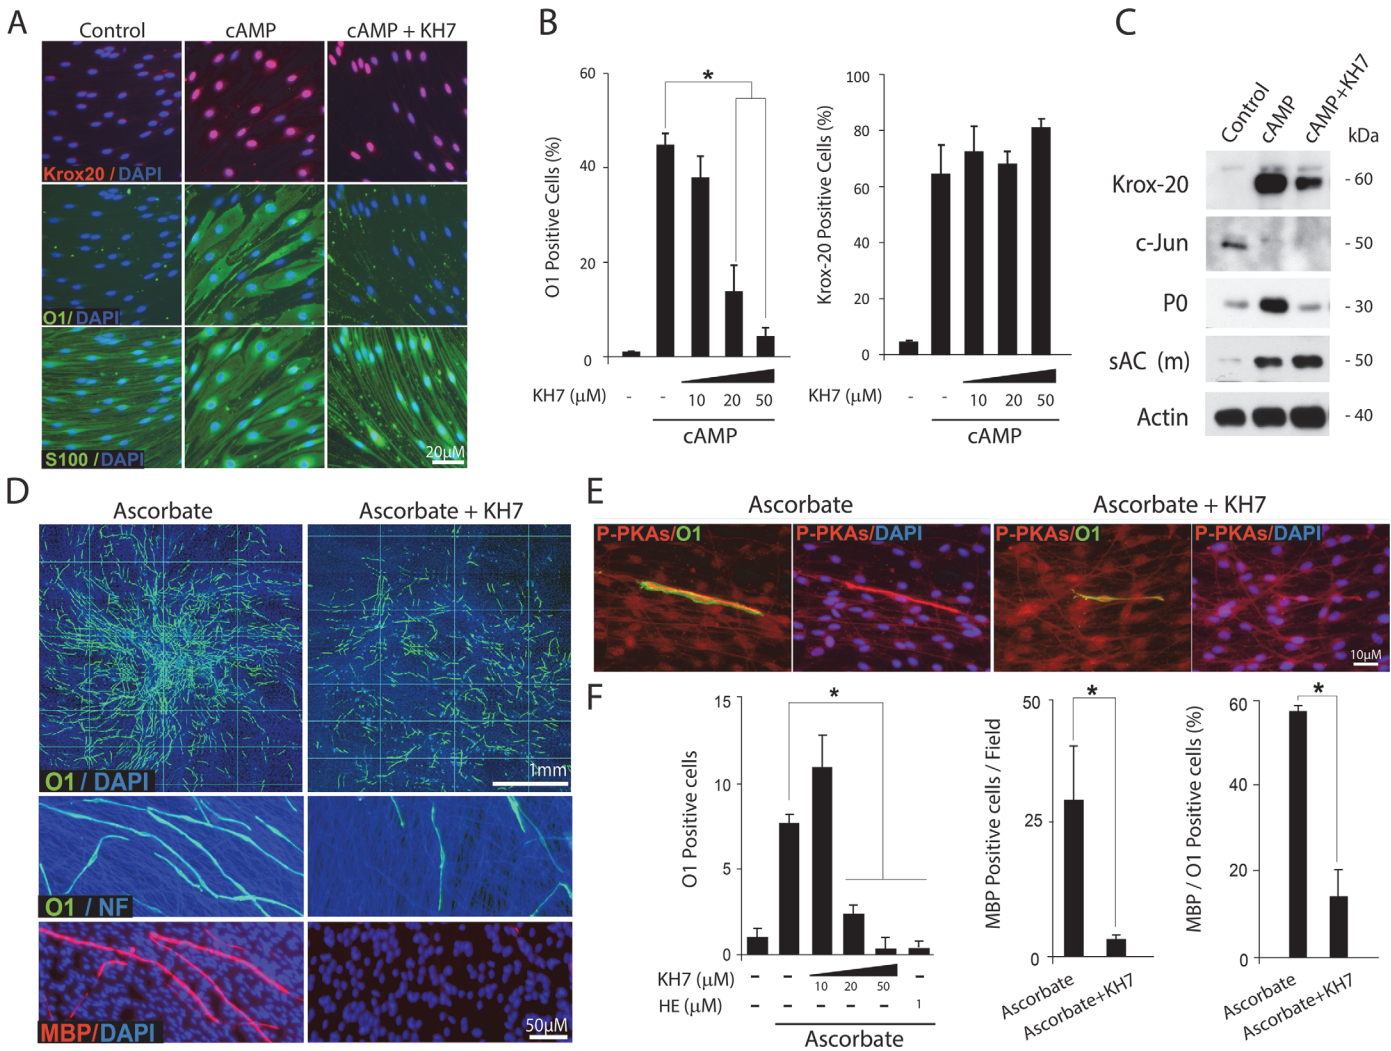 A
Control
cAMP
cAMP + KH7
Krox20 / DAPI
O1/ DAPI
S100 /DAPI
20μM
B
O1 Positive Cells (%)
60
40
20
0
*
KH7 (μM)
- - 10 20 50
cAMP
Krox-20 Positive Cells (%)
100
80
60
40
20
0
KH7 (μM)
- - 10 20 50
cAMP
C
Control
cAMP
cAMP+KH7
kDa
Krox-20
- 60
c-Jun
- 50
P0
- 30
sAC (m)
- 50
Actin
- 40
D
Ascorbate
Ascorbate + KH7
O1 / DAPI
1mm
O1 / NF
MBP/DAPI
50μM
E
Ascorbate
Ascorbate + KH7
P-PKAs/O1
P-PKAs/DAPI
P-PKAs/O1
P-PKAs/DAPI
10μM
F
O1 Positive cells
15
10
5
0
*
KH7 (μM)
– – 10 20 50 –
HE (μM)
– – – – – 1
Ascorbate
MBP Positive cells / Field
50
25
0
*
Ascorbate
Ascorbate+KH7
MBP / O1 Positive cells (%)
60
40
20
0
*
Ascorbate
Ascorbate+KH7